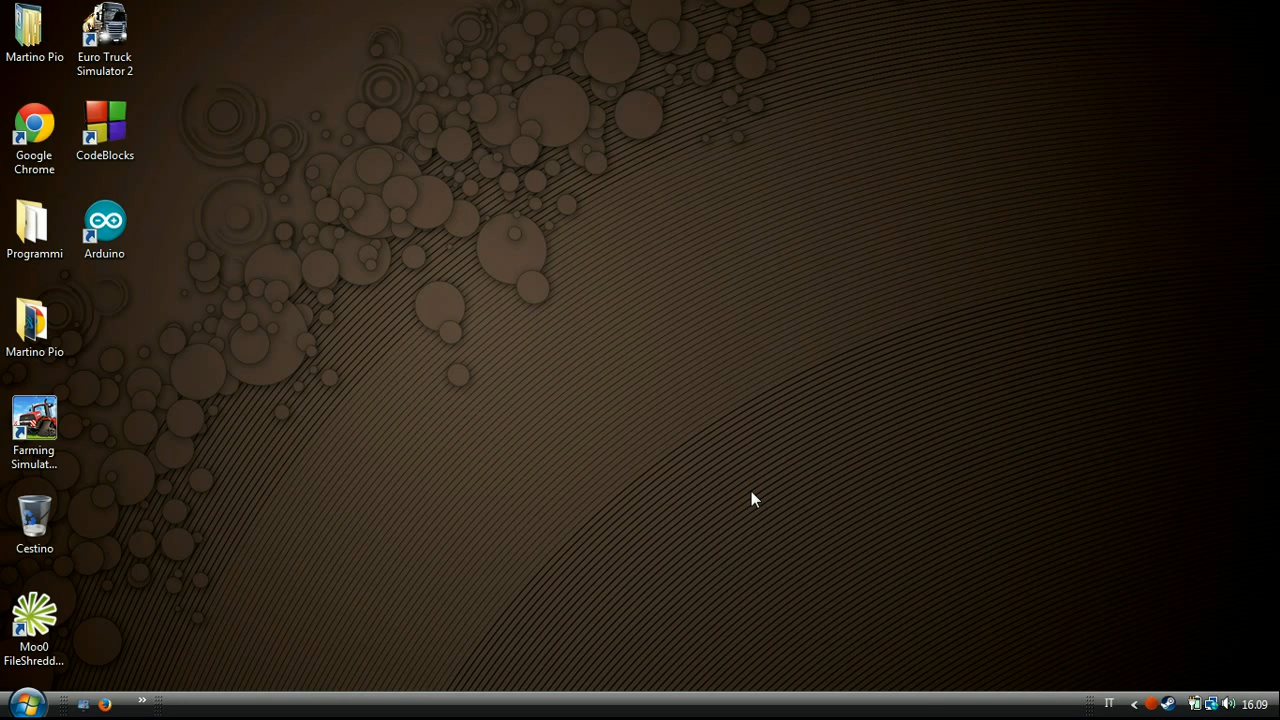 Martino Pio
Euro Truck
Simulator 2
Google
Chrome
CodeBlocks
Programmi
Arduino
Martino Pio
Farming
Simulat...
Cestino
Moo0
FileShredd...
»
IT
<
16.09